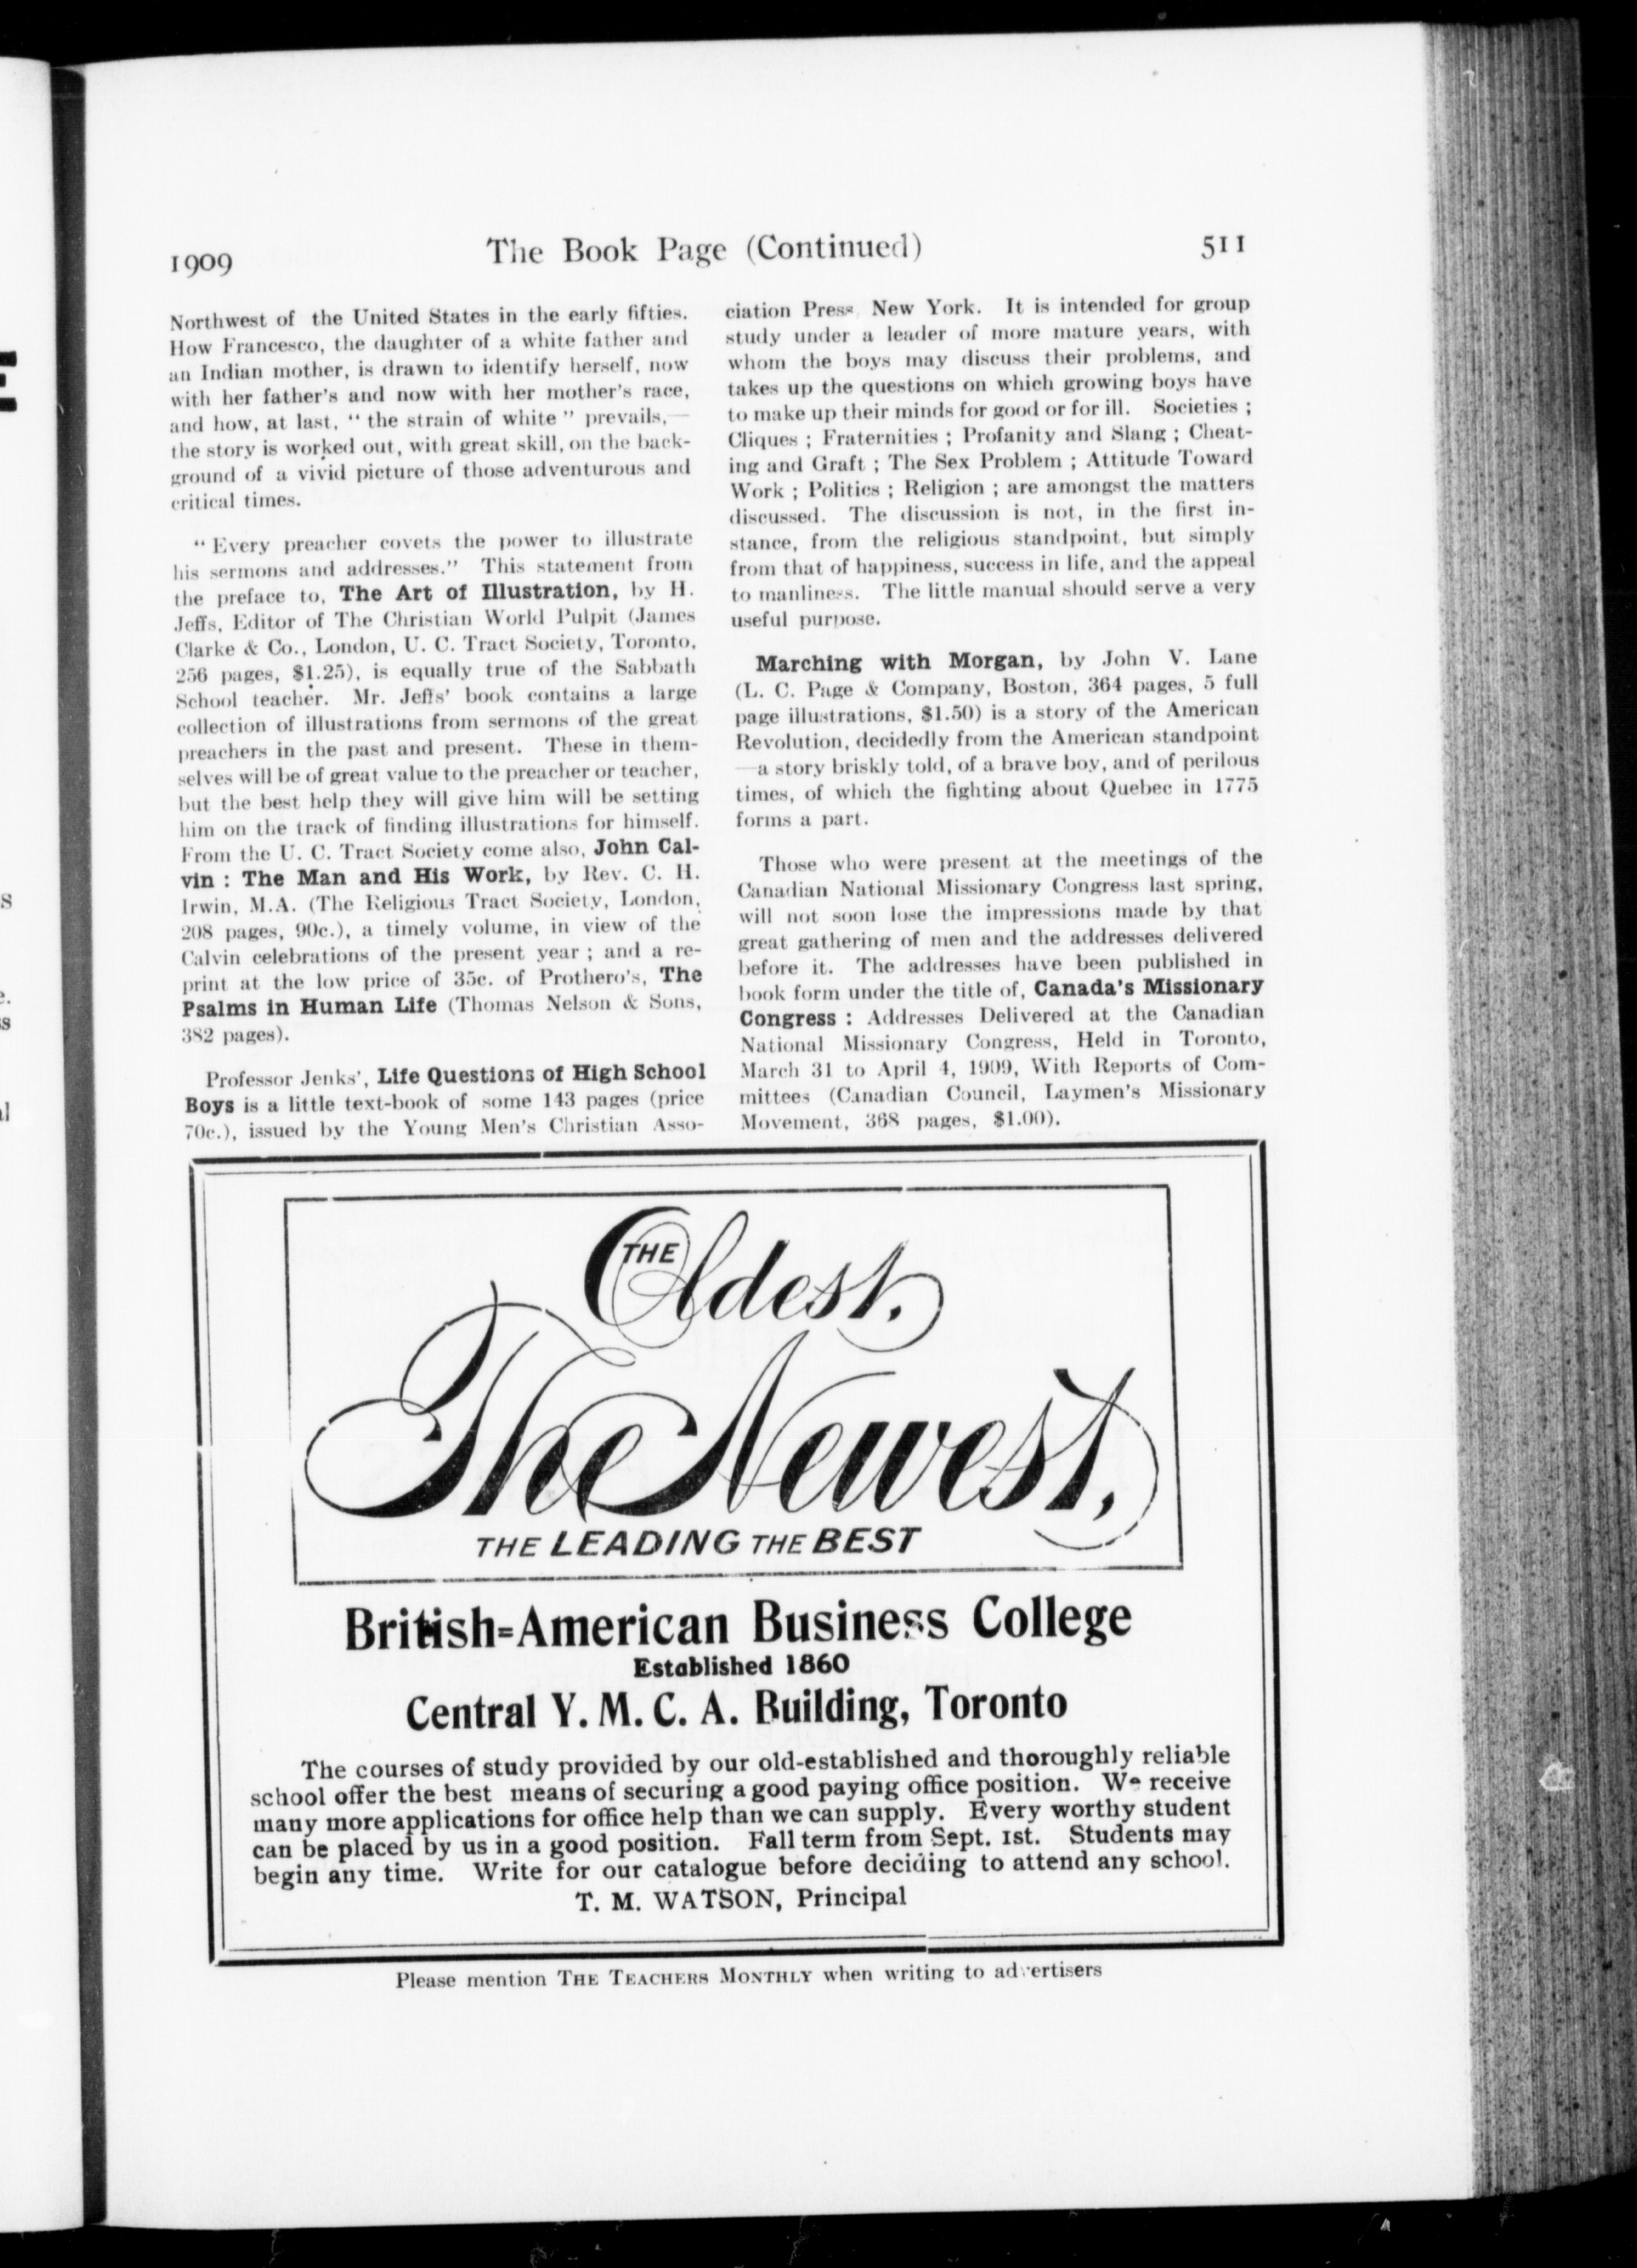 1909
The Book Page (Continued)
511
Northwest of the United States in the early fifties.
How Francesco, the daughter of a white father and
an Indian mother, is drawn to identify herself, now
with her father's and now with her mother's race,
and how, at last, “ the strain of white ” prevails,—
the story is worked out, with great skill, on the back-
ground of a vivid picture of those adventurous and
critical times.
“ Every preacher covets the power to illustrate
his sermons and addresses.” This statement from
the preface to, The Art of Illustration, by H.
Jeffs, Editor of The Christian World Pulpit (James
Clarke & Co., London, U. C. Tract Society, Toronto,
256 pages, $1.25), is equally true of the Sabbath
School teacher. Mr. Jeffs' book contains a large
collection of illustrations from sermons of the great
preachers in the past and present. These in them-
selves will be of great value to the preacher or teacher,
but the best help they will give him will be setting
him on the track of finding illustrations for himself.
From the U. C. Tract Society come also, John Cal-
vin : The Man and His Work, by Rev. C. H.
Irwin, M.A. (The Religious Tract Society, London,
208 pages, 90c.), a timely volume, in view of the
Calvin celebrations of the present year ; and a re-
print at the low price of 35c. of Prothero's, The
Psalms in Human Life (Thomas Nelson & Sons,
382 pages).
Professor Jenks', Life Questions of High School
Boys is a little text-book of some 143 pages (price
70c.), issued by the Young Men's Christian Asso-
ciation Press New York. It is intended for group
study under a leader of more mature years, with
whom the boys may discuss their problems, and
takes up the questions on which growing boys have
to make up their minds for good or for ill. Societies ;
Cliques ; Fraternities ; Profanity and Slang ; Cheat-
ing and Graft ; The Sex Problem ; Attitude Toward
Work ; Politics ; Religion ; are amongst the matters
discussed. The discussion is not, in the first in-
stance, from the religious standpoint, but simply
from that of happiness, success in life, and the appeal
to manliness. The little manual should serve a very
useful purpose.
Marching with Morgan, by John V. Lane
(L. C. Page & Company, Boston, 364 pages, 5 full
page illustrations, $1.50) is a story of the American
Revolution, decidedly from the American standpoint
—a story briskly told, of a brave boy, and of perilous
times, of which the fighting about Quebec in 1775
forms a part.
Those who were present at the meetings of the
Canadian National Missionary Congress last spring,
will not soon lose the impressions made by that
great gathering of men and the addresses delivered
before it. The addresses have been published in
book form under the title of, Canada's Missionary
Congress : Addresses Delivered at the Canadian
National Missionary Congress, Held in Toronto,
March 31 to April 4, 1909, With Reports of Com-
mittees (Canadian Council, Laymen's Missionary
Movement, 368 pages, $1.00).
THE Oldest,
The Newest,
THE LEADING THE BEST
British=American Business College
Established 1860
Central Y. M. C. A. Building, Toronto
The courses of study provided by our old-established and thoroughly reliable
school offer the best means of securing a good paying office position. We receive
many more applications for office help than we can supply. Every worthy student
can be placed by us in a good position. Fall term from Sept. 1st. Students may
begin any time. Write for our catalogue before deciding to attend any school.
T. M. WATSON, Principal
Please mention THE TEACHERS MONTHLY when writing to advertisers